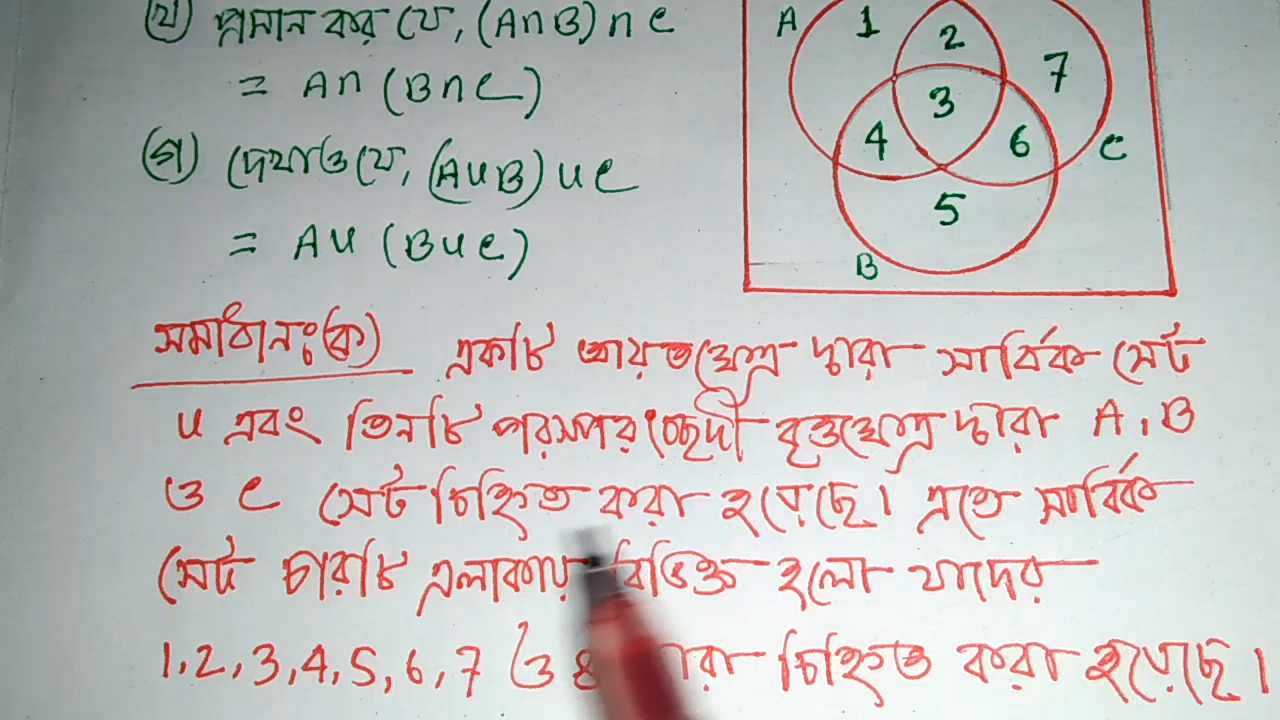 (খ) প্রমান কর যে, (A∩B)∩C
= A∩(B∩C)
(গ) দেখাও যে, (A∪B)∪C
= A∪(B∪C)
A 1 2 7
3
4 6 C
5
B
সমাধানঃ(ক) একটি আয়তক্ষেত্র দ্বারা সার্বিক সেট
U এবং তিনটি পরস্পরচ্ছেদী বৃত্তক্ষেত্র দ্বারা A, B
ও C সেট চিহ্নিত করা হয়েছে। এতে সার্বিক
সেট চারটি এলাকায় বিভক্ত হলো যাদের
1, 2, 3, 4, 5, 6, 7 ও 8 করা চিহ্নিত হয়েছে।